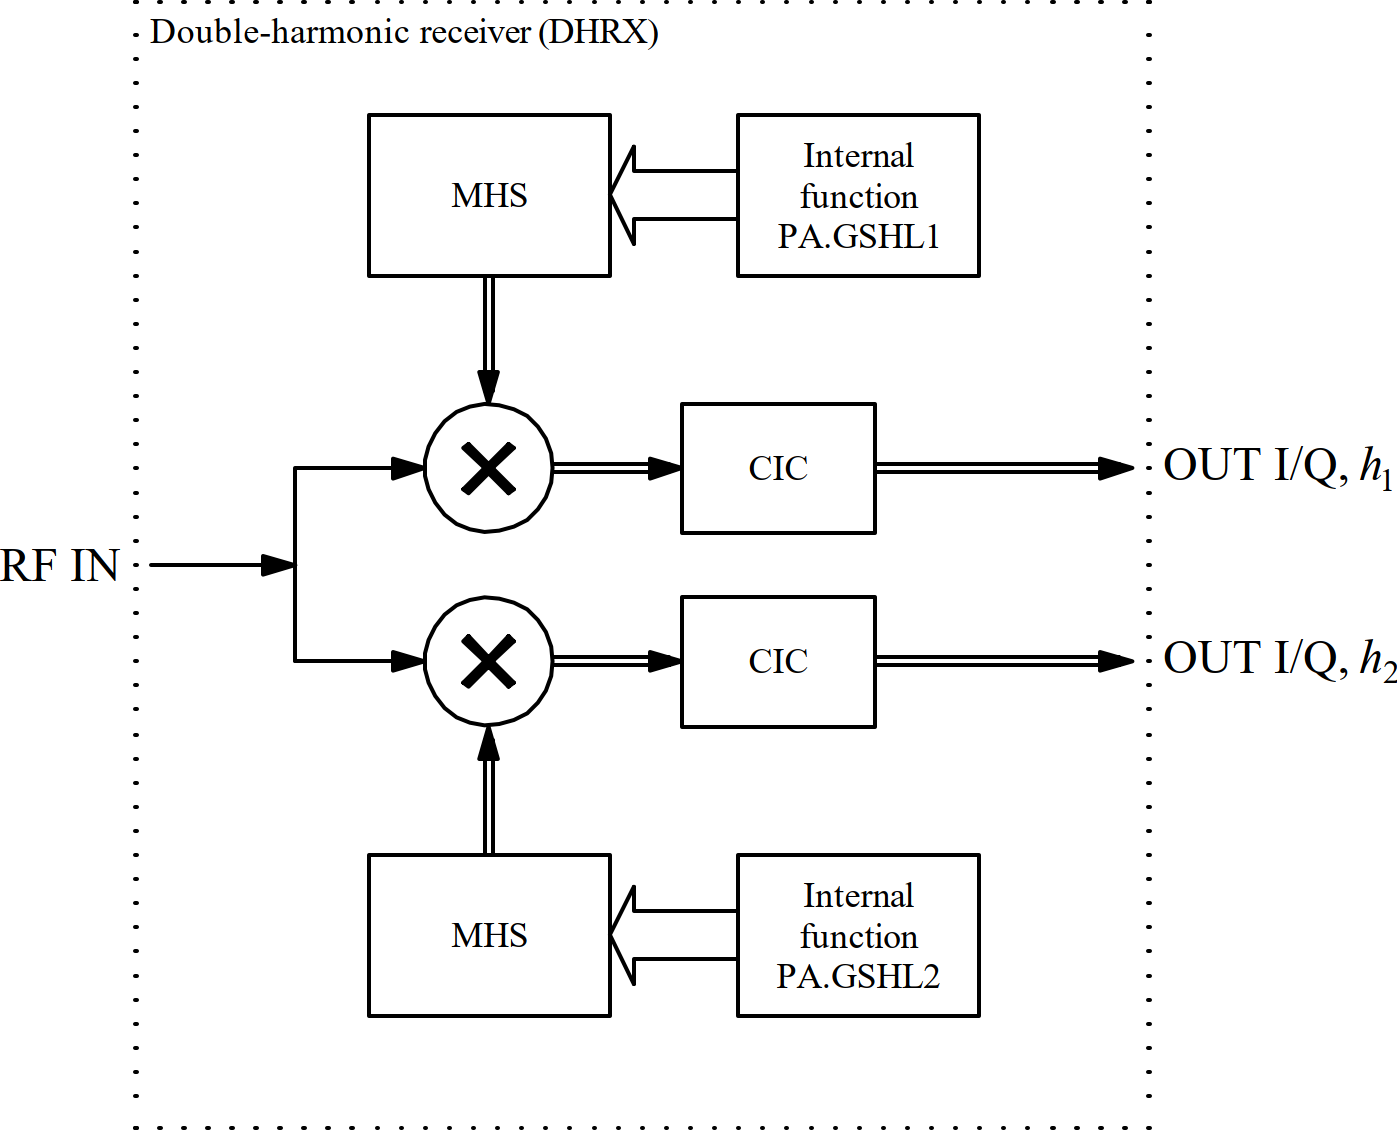 Double-harmonic receiver (DHRX)
MHS
Internal
function
PA.GSHL1
CIC
OUT I/Q, h1
RF IN
CIC
OUT I/Q, h2
MHS
Internal
function
PA.GSHL2